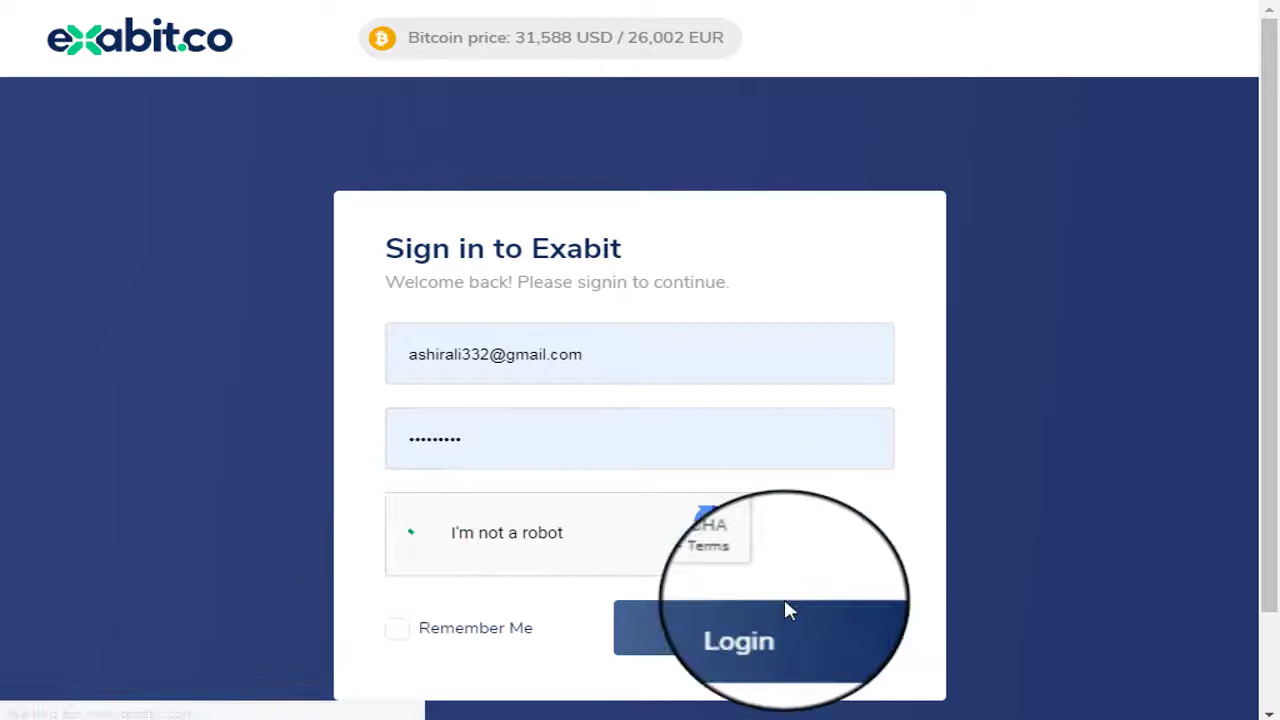 exabit.co
Bitcoin price: 31,588 USD / 26,002 EUR
Sign in to Exabit
Welcome back! Please signin to continue.
ashirali332@gmail.com
•••••••••
I'm not a robot
Terms
Remember Me
Login